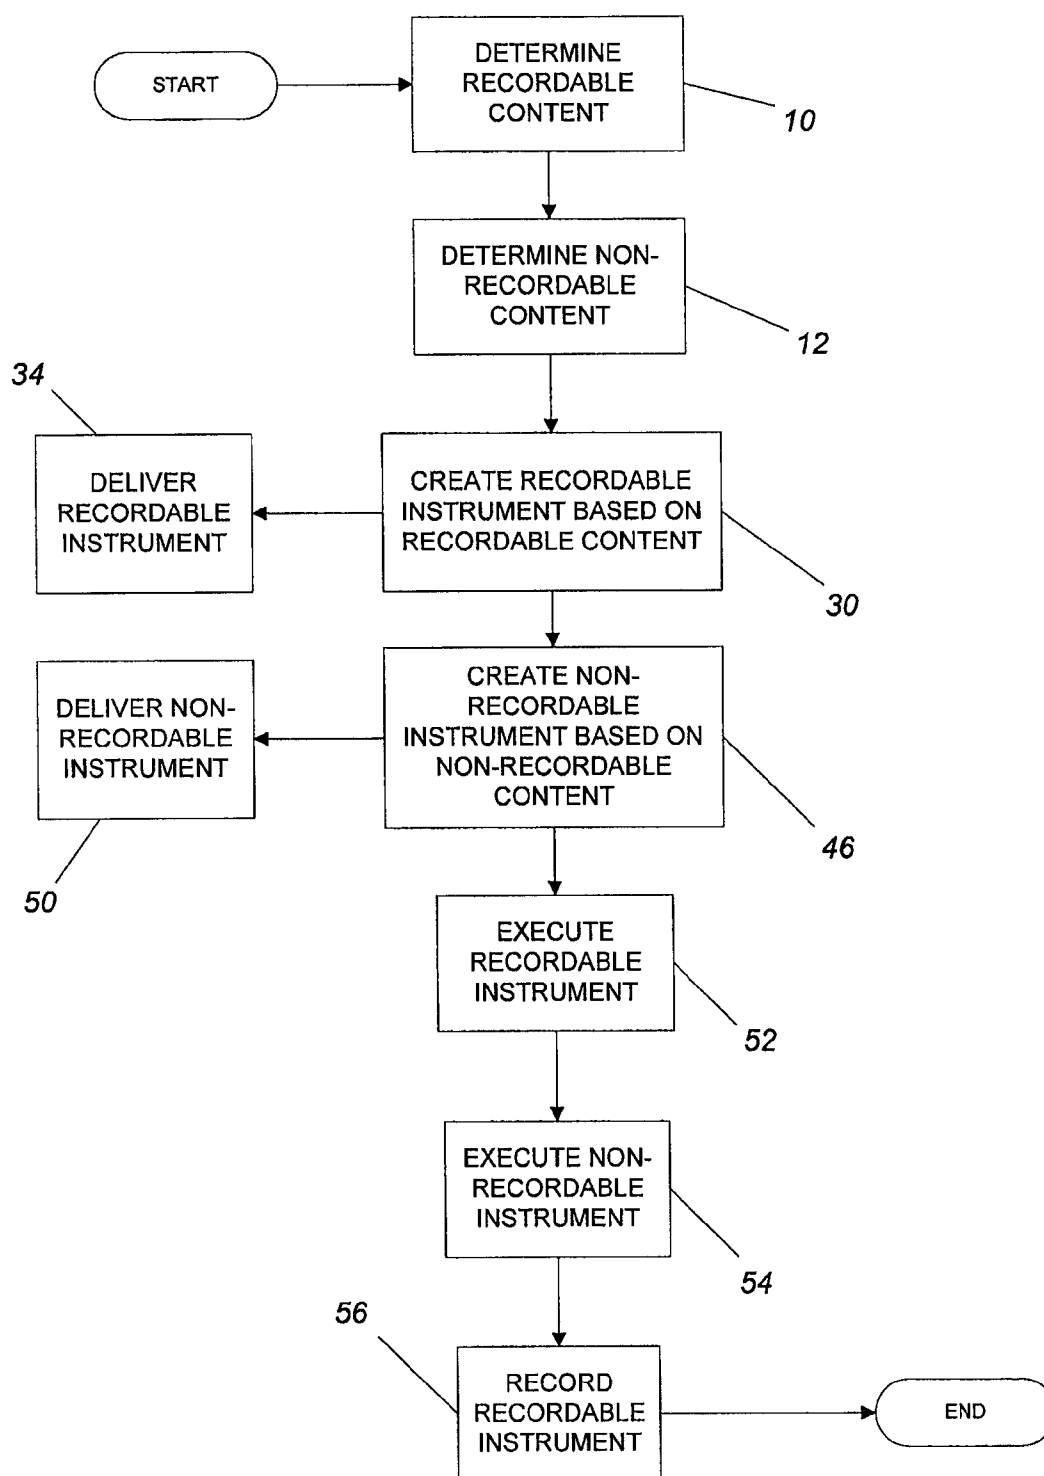 START
DETERMINE
RECORDABLE
CONTENT
10
DETERMINE NON-
RECORDABLE
CONTENT
12
34
DELIVER
RECORDABLE
INSTRUMENT
CREATE RECORDABLE
INSTRUMENT BASED ON
RECORDABLE CONTENT
30
DELIVER NON-
RECORDABLE
INSTRUMENT
50
CREATE NON-
RECORDABLE
INSTRUMENT BASED ON
NON-RECORDABLE
CONTENT
46
EXECUTE
RECORDABLE
INSTRUMENT
52
EXECUTE NON-
RECORDABLE
INSTRUMENT
54
56
RECORD
RECORDABLE
INSTRUMENT
END